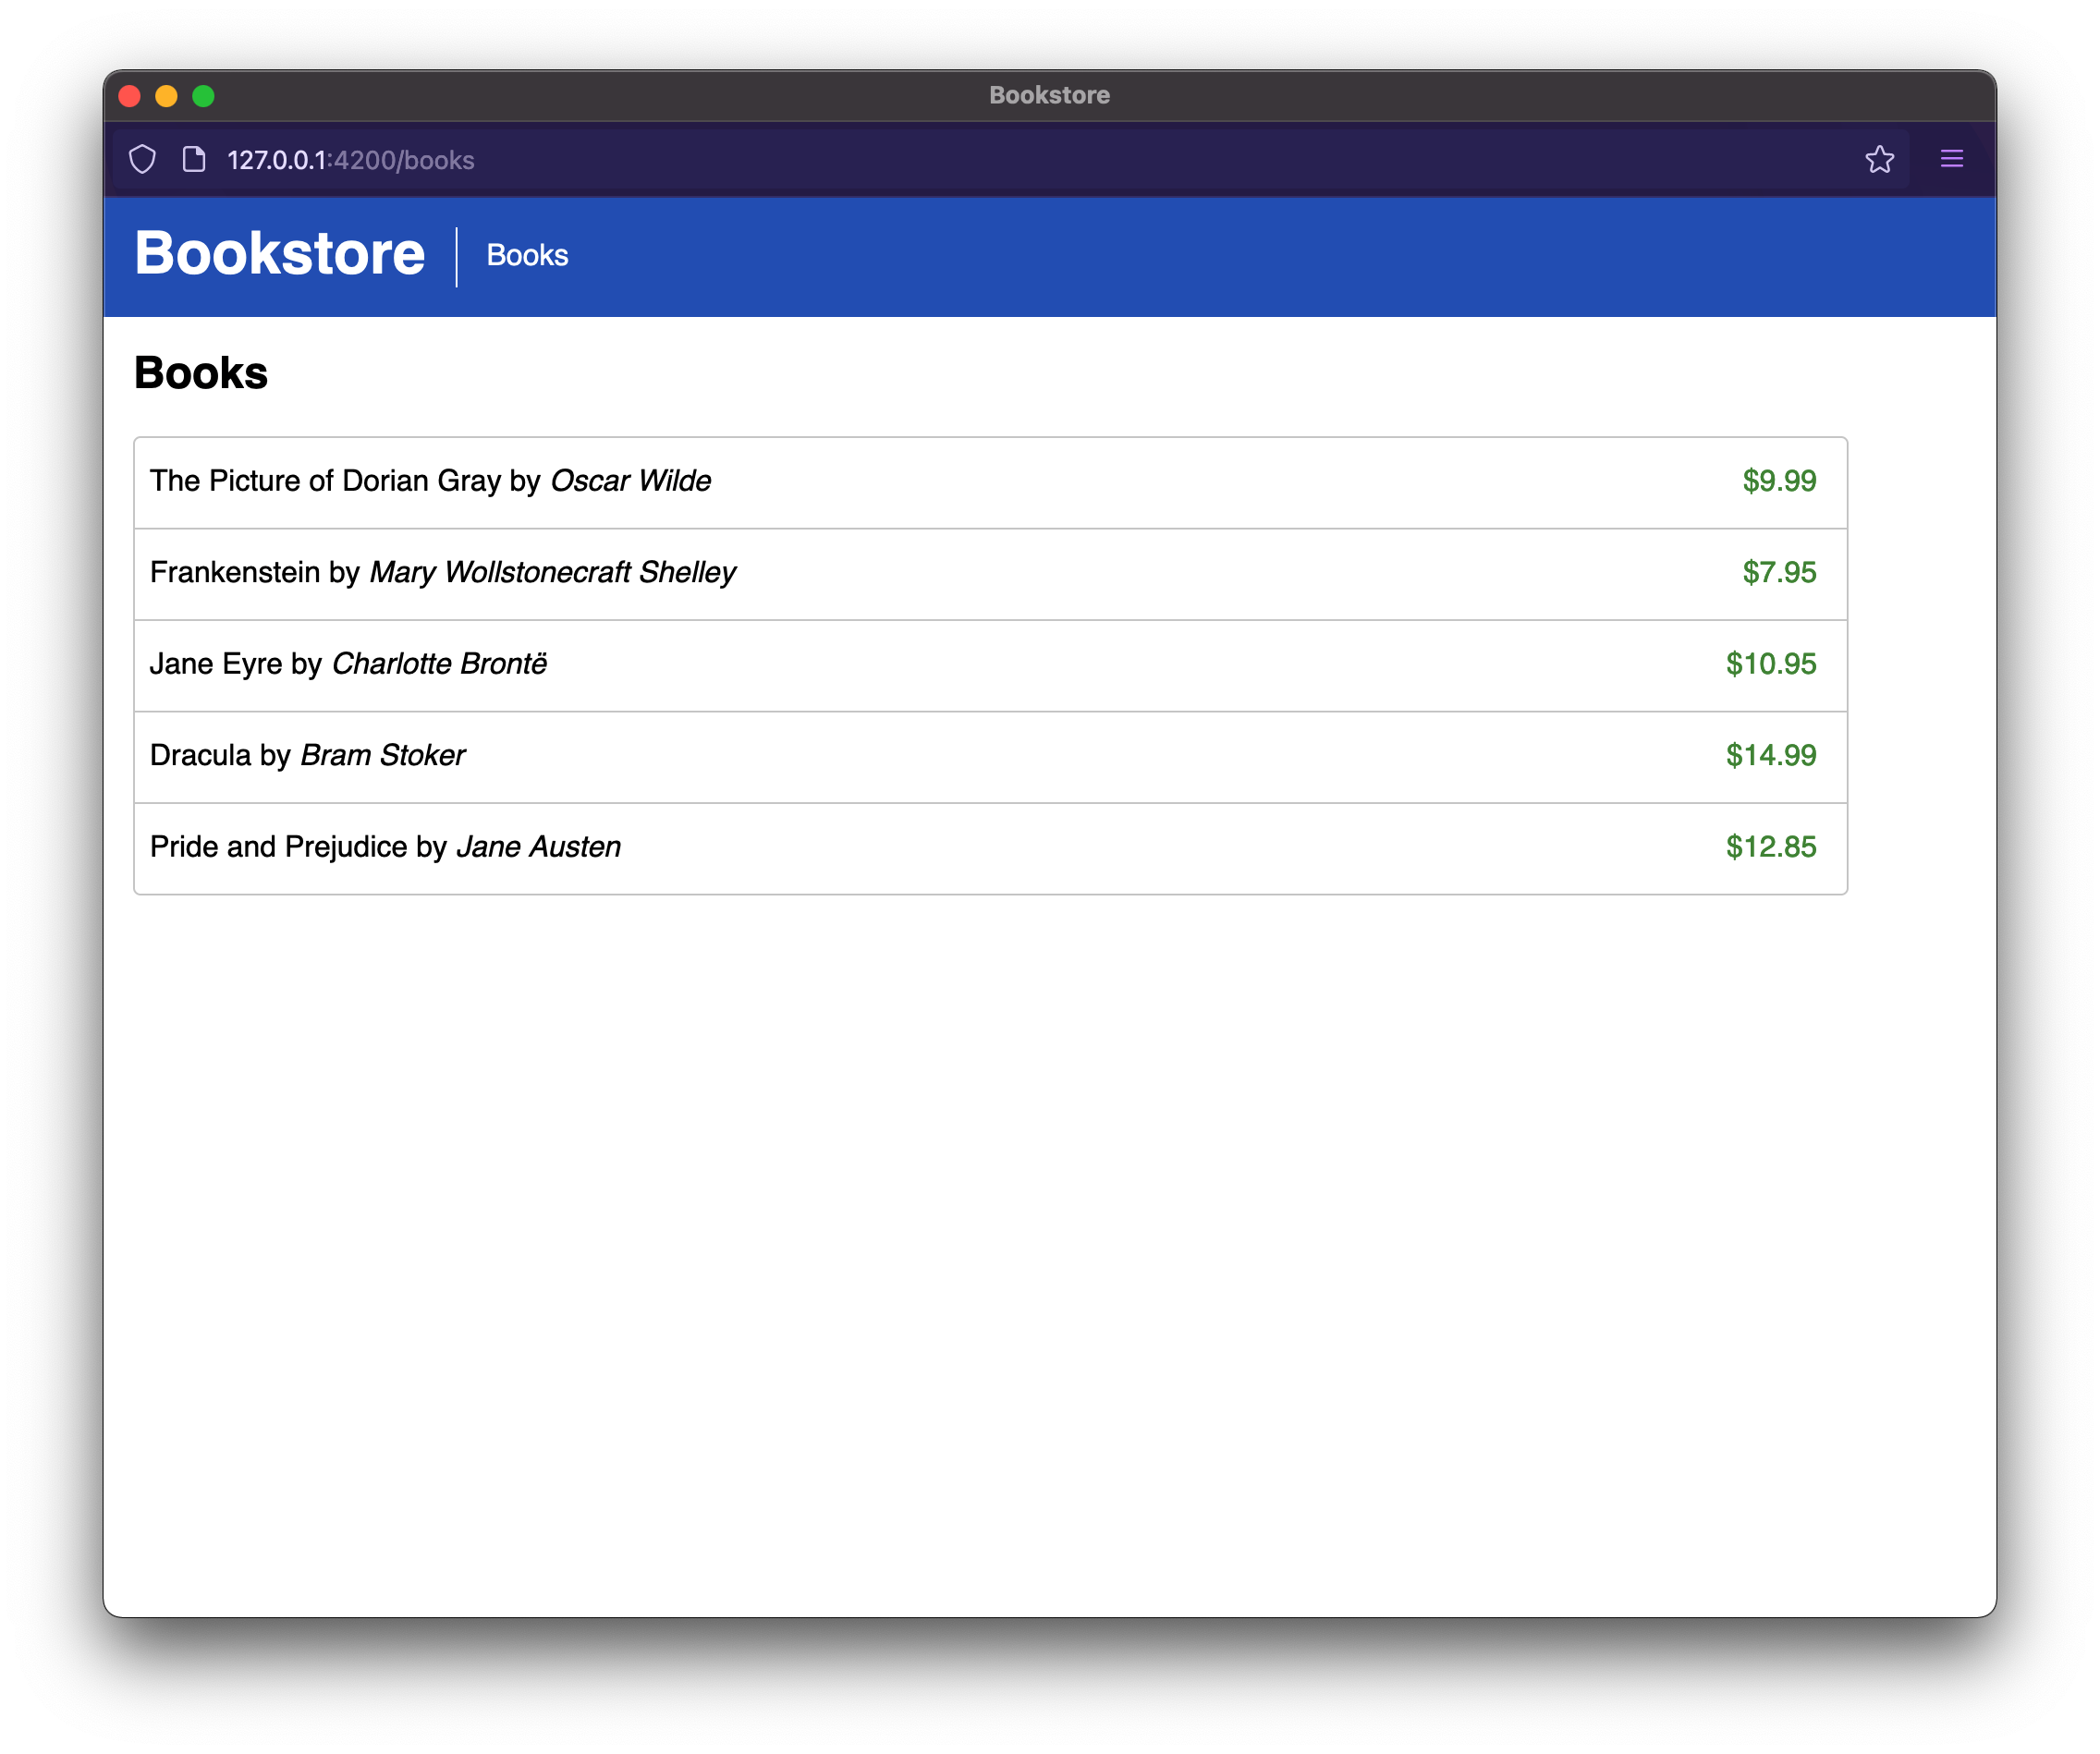 Bookstore
127.0.0.1:4200/books
Bookstore Books
Books
The Picture of Dorian Gray by Oscar Wilde $9.99
Frankenstein by Mary Wollstonecraft Shelley $7.95
Jane Eyre by Charlotte Brontë $10.95
Dracula by Bram Stoker $14.99
Pride and Prejudice by Jane Austen $12.85